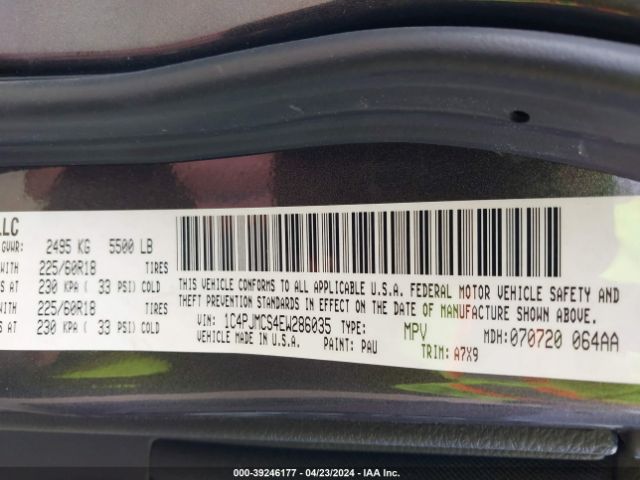 LLC
GVWR: 2495 KG 5500 LB
WITH 225/60R18 TIRES
S AT 230 KPA ( 33 PSI) COLD
WITH 225/60R18 TIRES
S AT 230 KPA ( 33 PSI) COLD
THIS VEHICLE CONFORMS TO ALL APPLICABLE U.S.A. FEDERAL MOTOR VEHICLE SAFETY AND
THEFT PREVENTION STANDARDS IN EFFECT ON THE DATE OF MANUFACTURE SHOWN ABOVE.
VIN: 1C4PJMCS4EW286035 TYPE: MPV MDH: 070720 064AA
VEHICLE MADE IN U.S.A. PAINT: PAU TRIM: A7X9
000-39246177 - 04/23/2024 - IAA Inc.